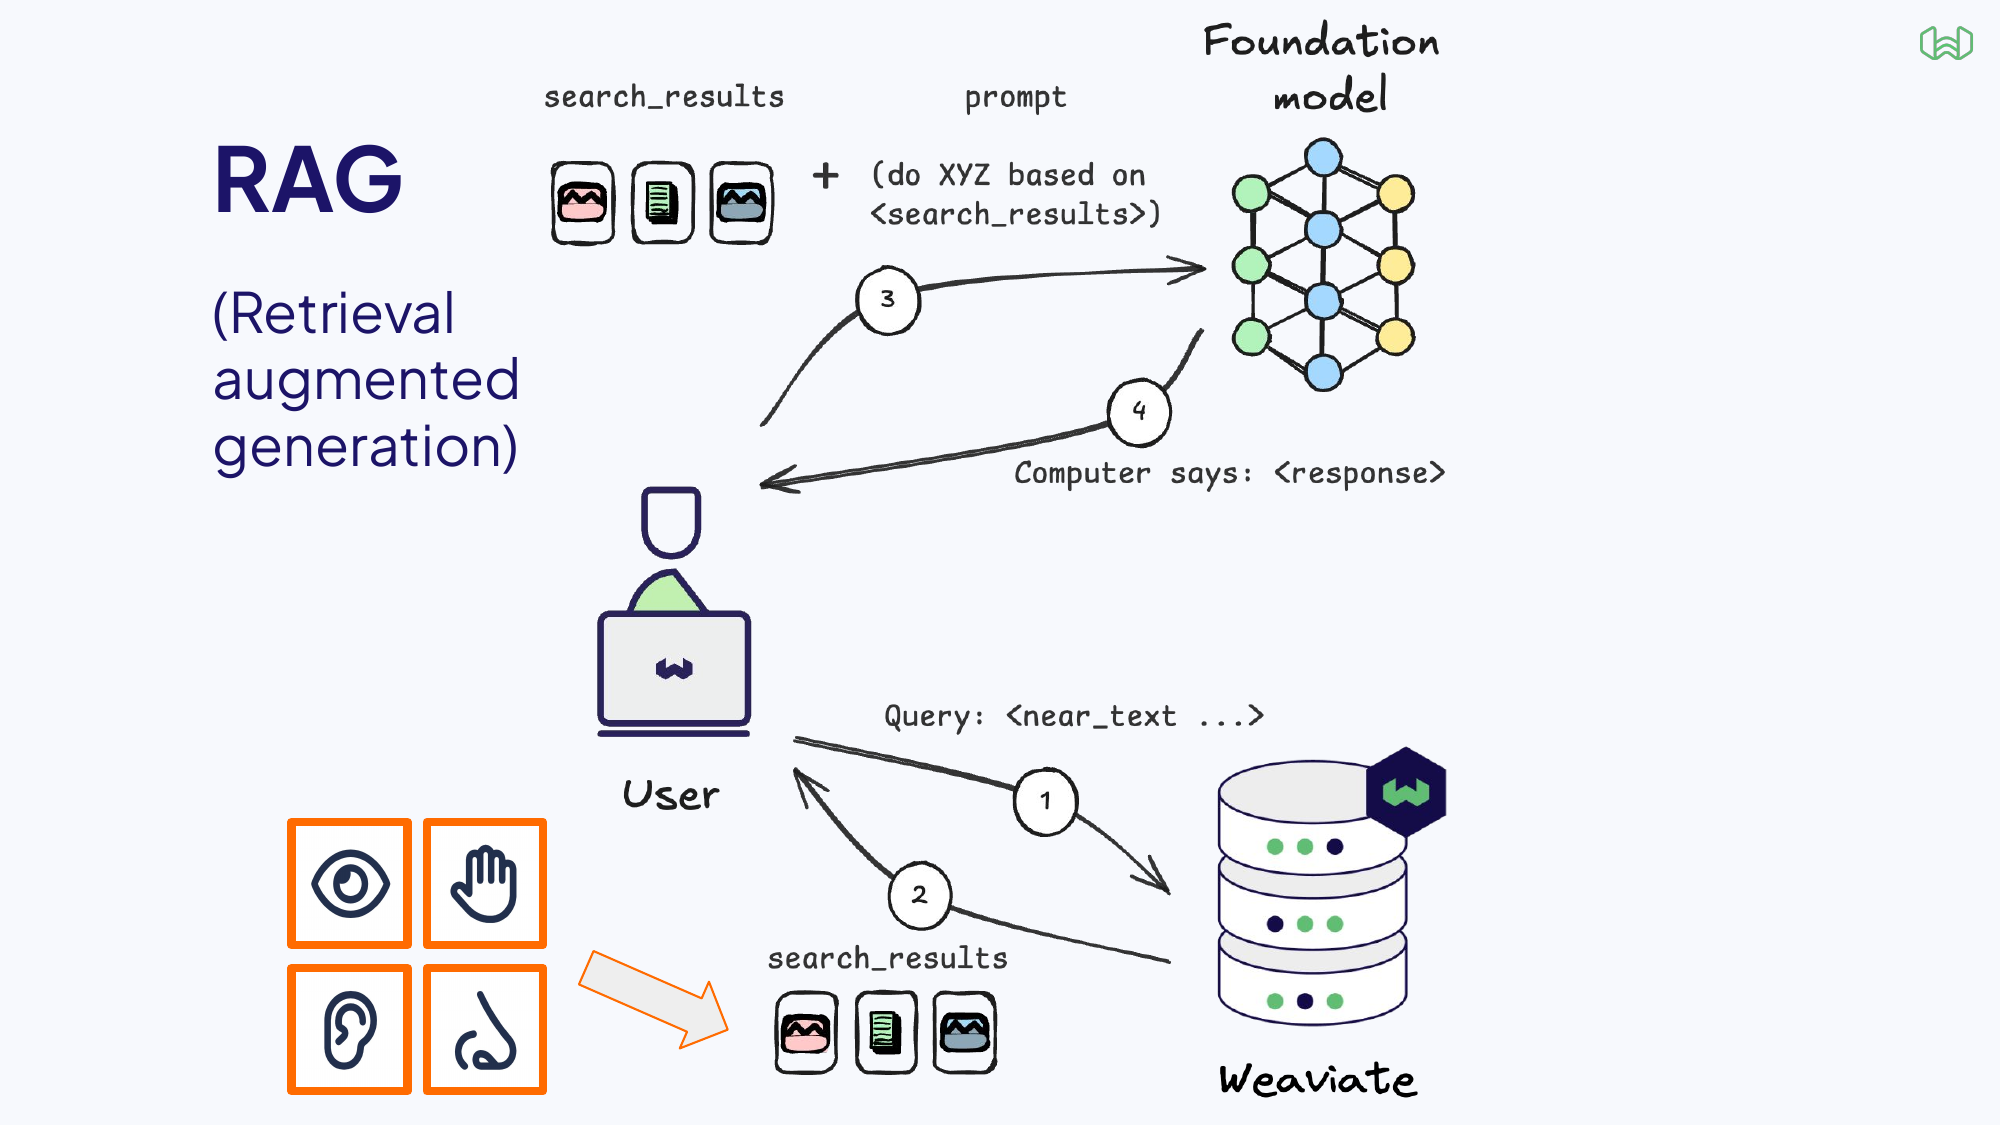 RAG
(Retrieval
augmented
generation)
search_results
prompt
Foundation
model
+
(do XYZ based on
<search_results>)
3
4
Computer says: <response>
User
Query: <near_text ...>
1
2
search_results
Weaviate